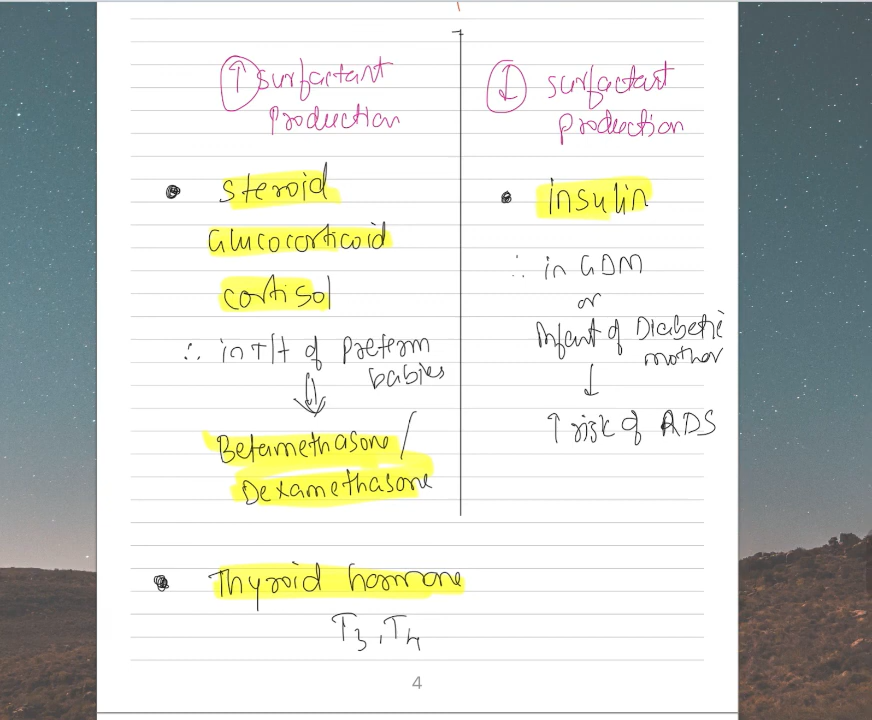 ↑ surfactant
production
• steroid
Glucocorticoid
cortisol
∴ in T/t of preterm
babies
⇓
Betamethasone /
Dexamethasone
• Thyroid hormone
T3, T4
↓ surfactant
production
• insulin
∴ in GDM
or
Infant of Diabetic
mother
↓
↑ risk of RDS
4